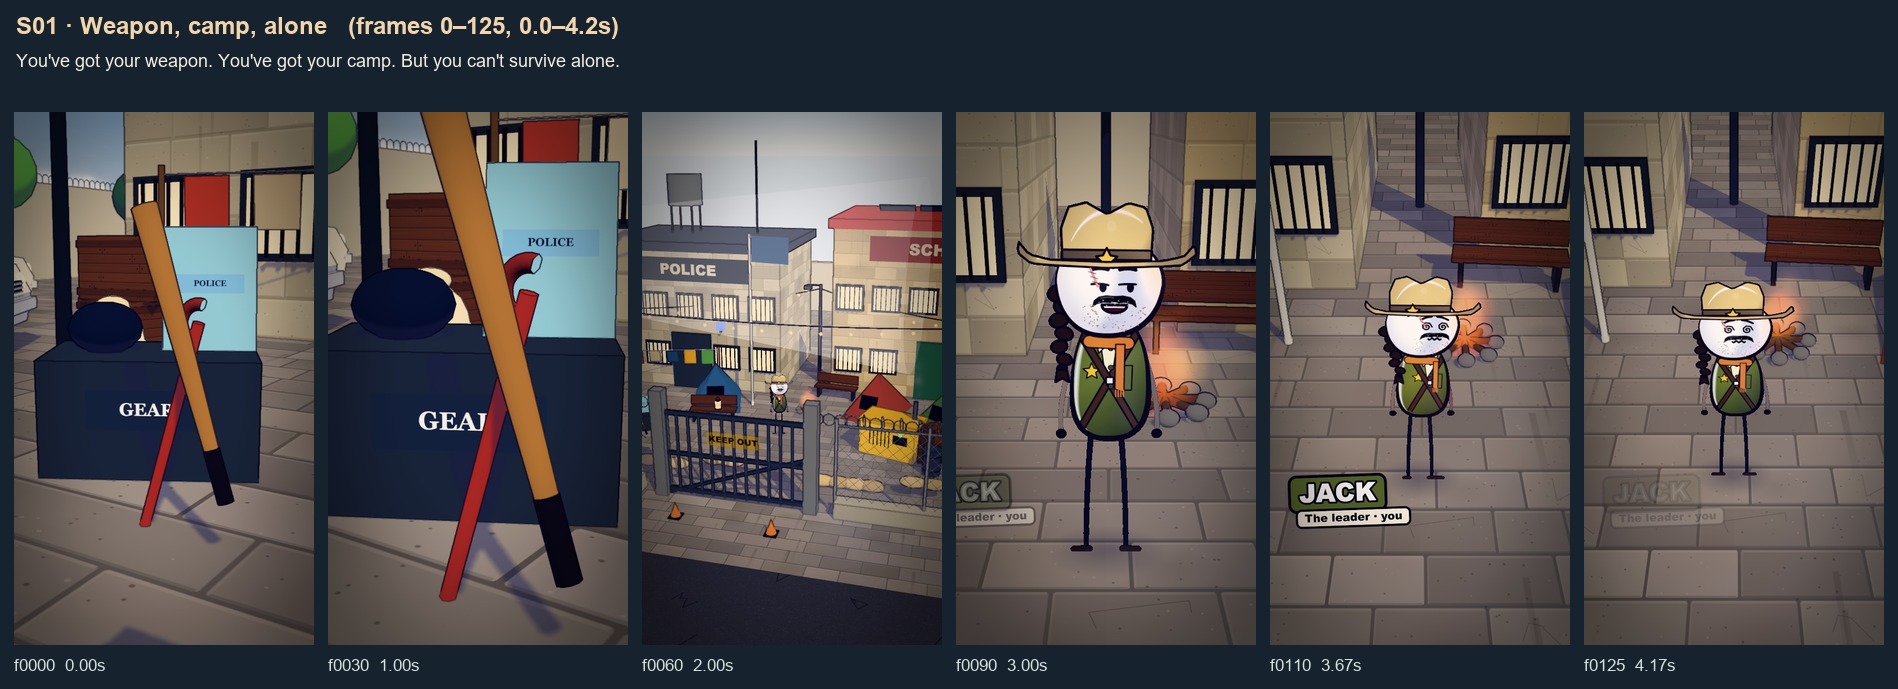 S01 · Weapon, camp, alone (frames 0–125, 0.0–4.2s)
You've got your weapon. You've got your camp. But you can't survive alone.
POLICE
GEAR
POLICE
GEA
POLICE
SCH
KEEP OUT
ACK
leader · you
JACK
The leader · you
JACK
The leader · you
f0000 0.00s
f0030 1.00s
f0060 2.00s
f0090 3.00s
f0110 3.67s
f0125 4.17s